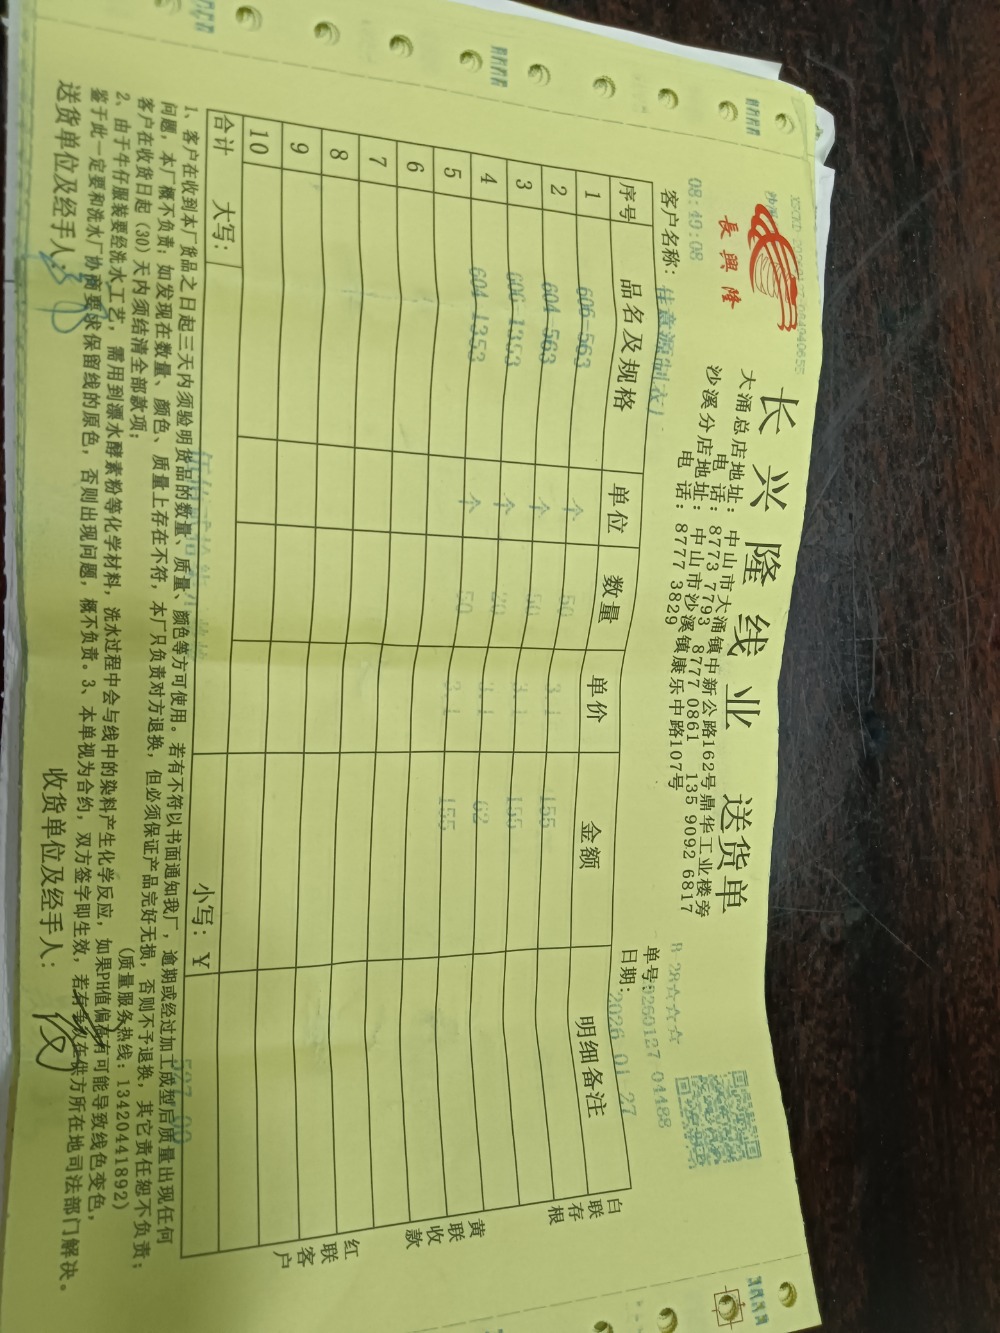 長興隆
长兴隆线业 送货单
大涌总店地址：中山市大涌镇中新公路162号鼎华工业楼旁
电 话：8773 7793 8777 0861 135 9092 6817
沙溪分店地址：中山市沙溪镇康乐中路107号
电 话：8777 3829
08:49:08
单号：0260127 04488
客户名称：佳意源制衣厂
日期：2026 01 27
序号 品名及规格 单位 数量 单价 金额 明细备注
1 606-563 个 50 3.1 155
2 604-563 个 50 3.1 155
3 606-1353 个 20 3.1 62
4 604-1353 个 50 3.1 155
5
6
7
8
9
10
合计 大写： 小写：￥ 527.00
白联存根
黄联收款
红联客户
1、客户在收到本厂货品之日起三天内须验明货品的数量、质量、颜色等方可使用。若有不符以书面通知我厂，逾期或经过加工成型后质量出现任何
问题，本厂概不负责；如发现在数量、颜色、质量上存在不符，本厂只负责对方退换，但必须保证产品完好无损，否则不予退换，其它责任恕不负责；
客户在收货日起（30）天内须结清全部款项； （质量服务热线：13420441892）
2、由于牛仔服装要经洗水工艺，需用到漂水酵素粉等化学材料，洗水过程中会与线中的染料产生化学反应，如果PH值偏高有可能导致线色变色，
鉴于此一定要和洗水厂协商要求保留线的原色，否则出现问题，概不负责。3、本单视为合约，双方签字即生效，若有争议在供方所在地司法部门解决。
送货单位及经手人： 收货单位及经手人：